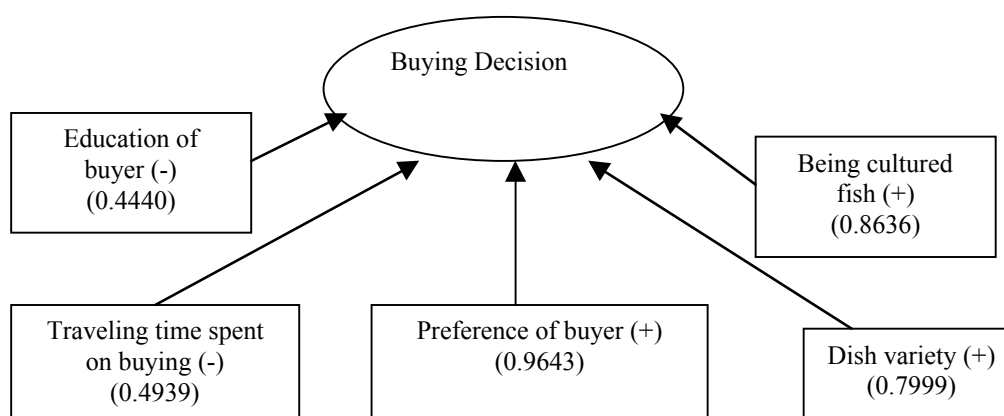 Buying Decision
Education of
buyer (-)
(0.4440)
Being cultured
fish (+)
(0.8636)
Traveling time spent
on buying (-)
(0.4939)
Preference of buyer (+)
(0.9643)
Dish variety (+)
(0.7999)